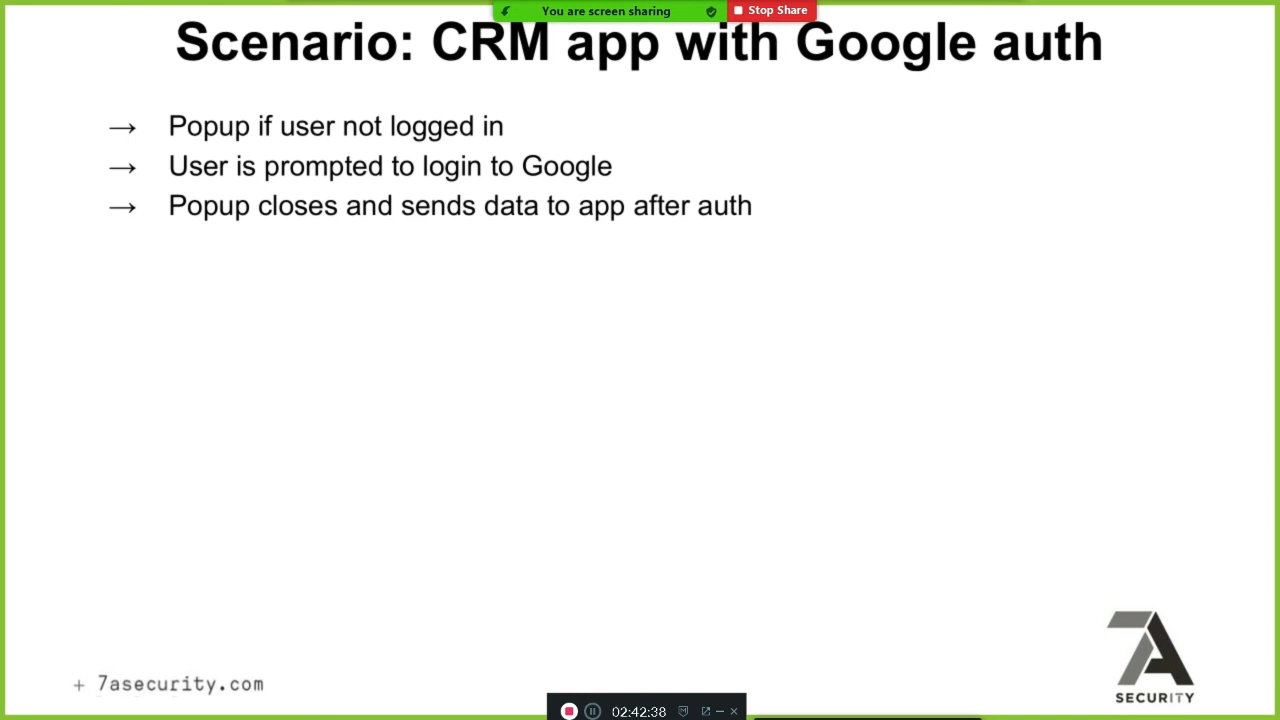 You are screen sharing Stop Share
Scenario: CRM app with Google auth
→ Popup if user not logged in
→ User is prompted to login to Google
→ Popup closes and sends data to app after auth
+ 7asecurity.com
7A
SECURITY
02:42:38